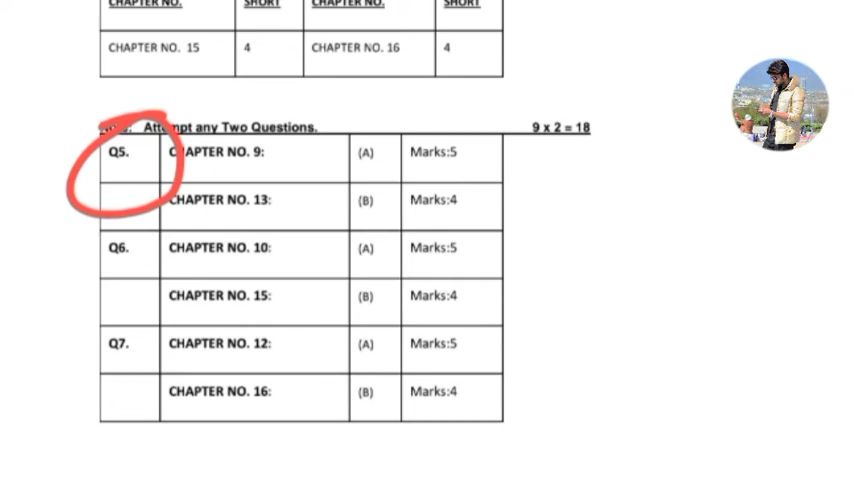 CHAPTER NO. SHORT CHAPTER NO. SHORT
CHAPTER NO. 15 4 CHAPTER NO. 16 4
Attempt any Two Questions. 9 x 2 = 18
Q5. CHAPTER NO. 9: (A) Marks:5
CHAPTER NO. 13: (B) Marks:4
Q6. CHAPTER NO. 10: (A) Marks:5
CHAPTER NO. 15: (B) Marks:4
Q7. CHAPTER NO. 12: (A) Marks:5
CHAPTER NO. 16: (B) Marks:4